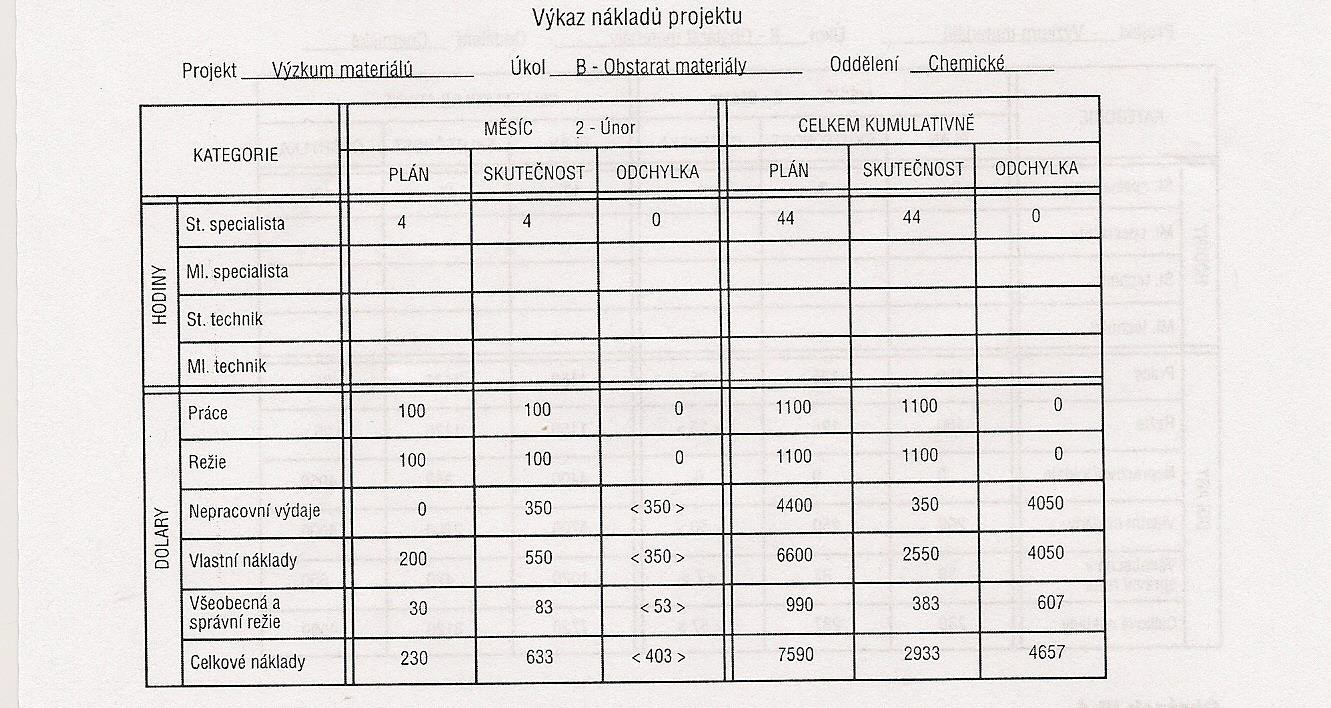 Výkaz nákladů projektu
Projekt Výzkum materiálů Úkol B - Obstarat materiály Oddělení Chemické
KATEGORIE MĚSÍC 2 - Únor CELKEM KUMULATIVNĚ
PLÁN SKUTEČNOST ODCHYLKA PLÁN SKUTEČNOST ODCHYLKA
HODINY
St. specialista 4 4 0 44 44 0
Ml. specialista
St. technik
Ml. technik
DOLARY
Práce 100 100 0 1100 1100 0
Režie 100 100 0 1100 1100 0
Nepracovní výdaje 0 350 < 350 > 4400 350 4050
Vlastní náklady 200 550 < 350 > 6600 2550 4050
Všeobecná a
správní režie 30 83 < 53 > 990 383 607
Celkové náklady 230 633 < 403 > 7590 2933 4657